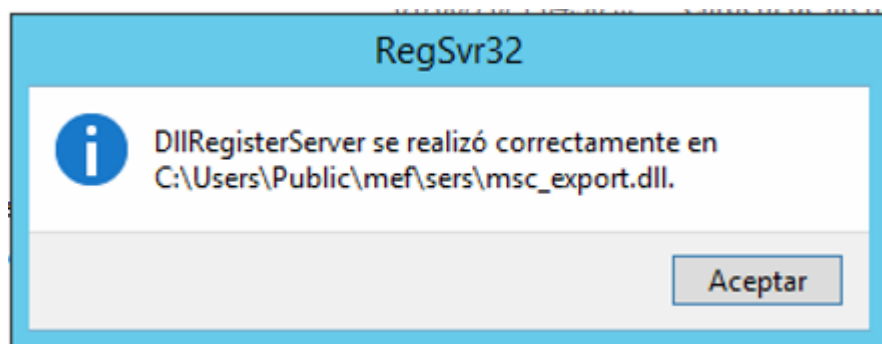 RegSvr32
DllRegisterServer se realizó correctamente en
C:\Users\Public\mef\sers\msc_export.dll.
Aceptar